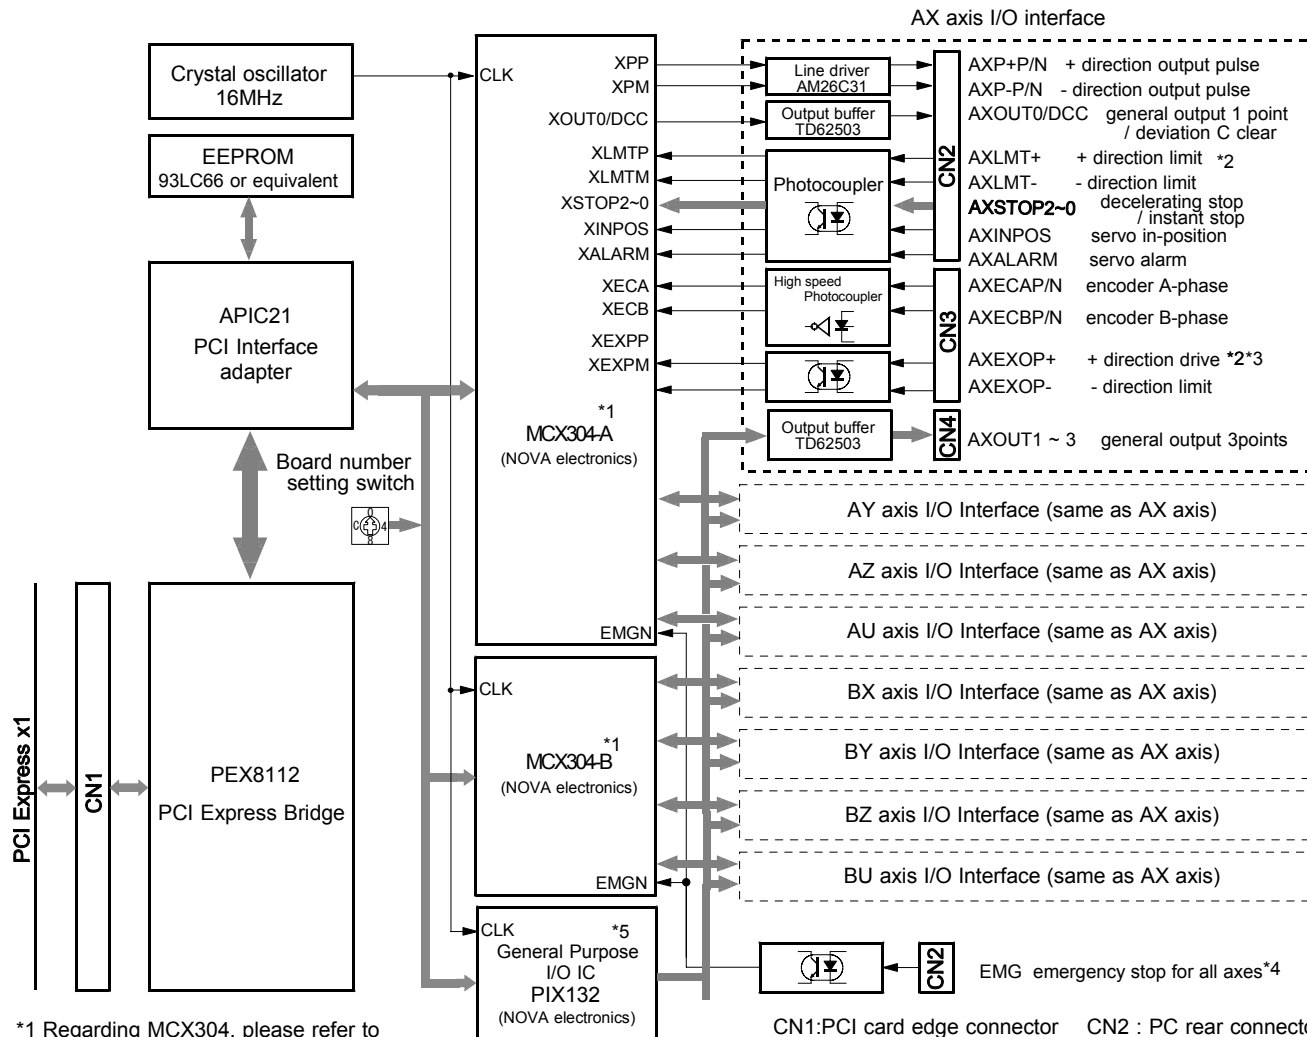 AX axis I/O interface
Crystal oscillator
16MHz
EEPROM
93LC66 or equivalent
APIC21
PCI Interface
adapter
Board number
setting switch
0
C 4
8
PCI Express x1
CN1
PEX8112
PCI Express Bridge
CLK
XPP
XPM
XOUT0/DCC
XLMTP
XLMTM
XSTOP2~0
XINPOS
XALARM
XECA
XECB
XEXPP
XEXPM
*1
MCX304-A
(NOVA electronics)
EMGN
CLK
*1
MCX304-B
(NOVA electronics)
EMGN
CLK
*5
General Purpose
I/O IC
PIX132
(NOVA electronics)
Line driver
AM26C31
Output buffer
TD62503
Photocoupler
High speed
Photocoupler
Output buffer
TD62503
CN2
CN3
CN4
AXP+P/N + direction output pulse
AXP-P/N - direction output pulse
AXOUT0/DCC general output 1 point
/ deviation C clear
AXLMT+ + direction limit *2
AXLMT- - direction limit
AXSTOP2~0 decelerating stop
/ instant stop
AXINPOS servo in-position
AXALARM servo alarm
AXECAP/N encoder A-phase
AXECBP/N encoder B-phase
AXEXOP+ + direction drive *2*3
AXEXOP- - direction limit
AXOUT1 ~ 3 general output 3points
AY axis I/O Interface (same as AX axis)
AZ axis I/O Interface (same as AX axis)
AU axis I/O Interface (same as AX axis)
BX axis I/O Interface (same as AX axis)
BY axis I/O Interface (same as AX axis)
BZ axis I/O Interface (same as AX axis)
BU axis I/O Interface (same as AX axis)
CN2
EMG emergency stop for all axes*4
*1 Regarding MCX304, please refer to
CN1:PCI card edge connector CN2 : PC rear connecto